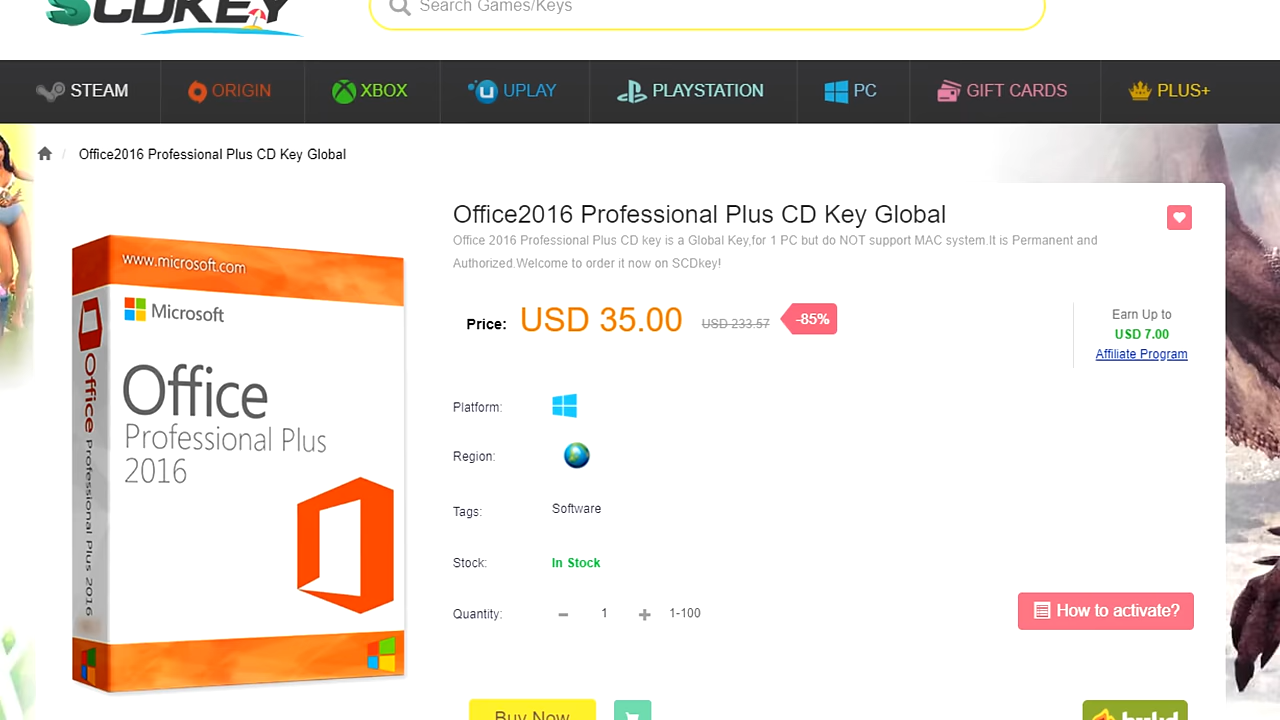 SCDKEY
Search Games/Keys
STEAM
ORIGIN
XBOX
UPLAY
PLAYSTATION
PC
GIFT CARDS
PLUS+
/ Office2016 Professional Plus CD Key Global
www.microsoft.com
Microsoft
Office
Professional Plus
2016
Office Professional Plus 2016
Office2016 Professional Plus CD Key Global
Office 2016 Professional Plus CD key is a Global Key,for 1 PC but do NOT support MAC system.It is Permanent and
Authorized.Welcome to order it now on SCDkey!
Price: USD 35.00 USD 233.57 -85%
Earn Up to
USD 7.00
Affiliate Program
Platform:
Region:
Tags: Software
Stock: In Stock
Quantity: − 1 + 1-100
How to activate?
Buy Now